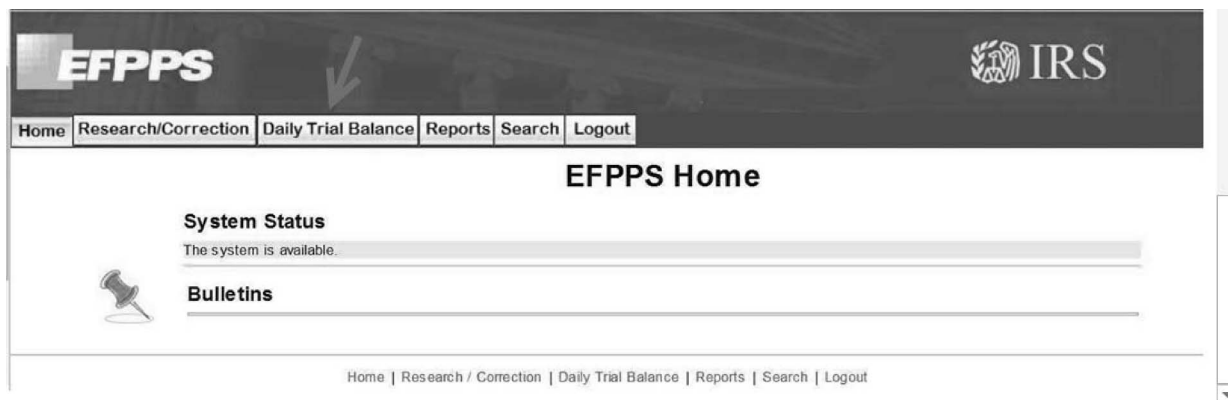 EFPPS
IRS
Home Research/Correction Daily Trial Balance Reports Search Logout
EFPPS Home
System Status
The system is available.
Bulletins
Home | Research / Correction | Daily Trial Balance | Reports | Search | Logout